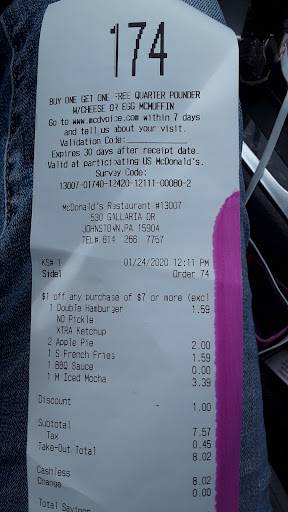 174
BUY ONE GET ONE FREE QUARTER POUNDER
W/CHEESE OR EGG MCMUFFIN
Go to www.mcdvoice.com within 7 days
and tell us about your visit.
Validation Code:
Expires 30 days after receipt date.
Valid at participating US McDonald's.
Survey Code:
13007-01740-12420-12111-00080-2
McDonald's Restaurant #13007
530 GALLARIA DR
JOHNSTOWN,PA 15904
TEL# 814 266 7757
KS# 1 01/24/2020 12:11 PM
Side1 Order 74
$1 off any purchase of $7 or more (excl
1 Double Hamburger 1.59
NO Pickle
XTRA Ketchup
2 Apple Pie 2.00
1 S French Fries 1.59
1 BBQ Sauce 0.00
1 M Iced Mocha 3.39
Discount - 1.00
Subtotal 7.57
Tax 0.45
Take-Out Total 8.02
Cashless 8.02
Change 0.00
Total Savings